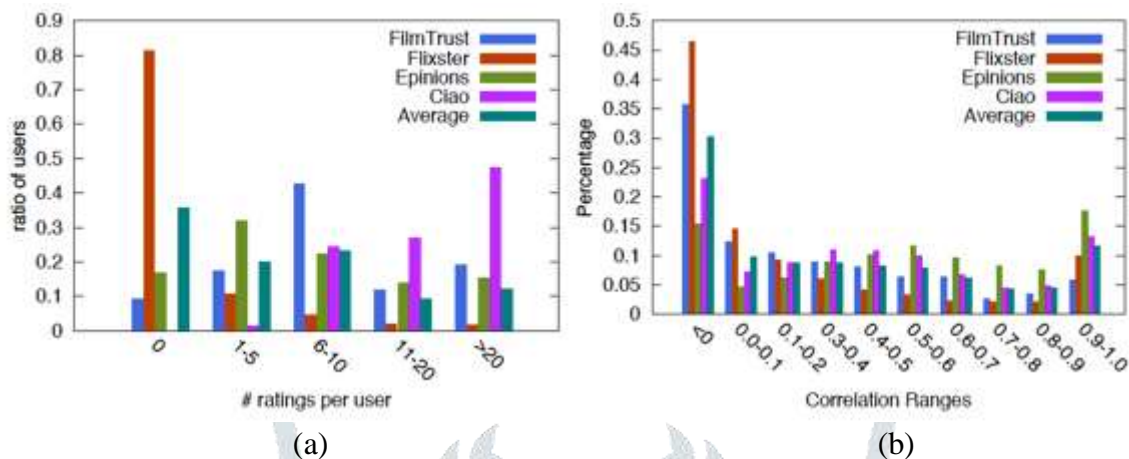 0.9
0.8
0.7
0.6
0.5
0.4
0.3
0.2
0.1
0
ratio of users
FilmTrust
Flixster
Epinions
Ciao
Average
0
1-5
6-10
11-20
>20
# ratings per user
(a)
0.5
0.45
0.4
0.35
0.3
0.25
0.2
0.15
0.1
0.05
0
Percentage
FilmTrust
Flixster
Epinions
Ciao
Average
<0
0.0-0.1
0.1-0.2
0.3-0.4
0.4-0.5
0.5-0.6
0.6-0.7
0.7-0.8
0.8-0.9
0.9-1.0
Correlation Ranges
(b)